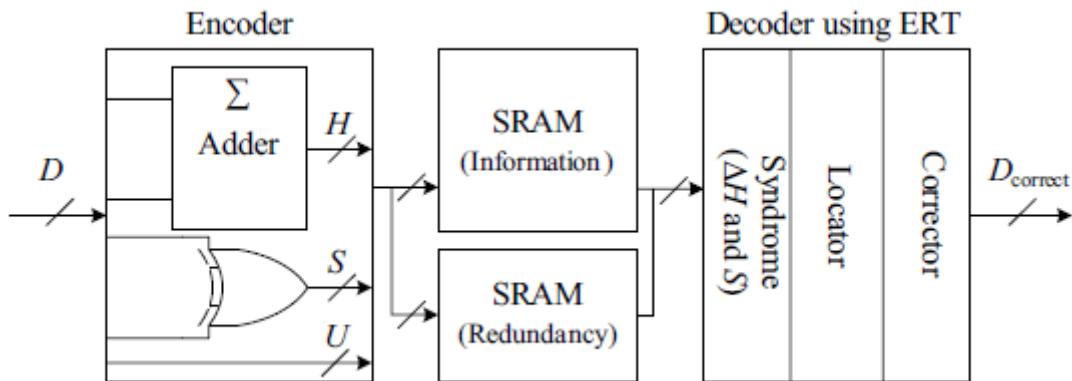 Encoder
Decoder using ERT
Σ
Adder
H
D
S
U
SRAM
(Information)
SRAM
(Redundancy)
Syndrome
(ΔH and S)
Locator
Corrector
Dcorrect